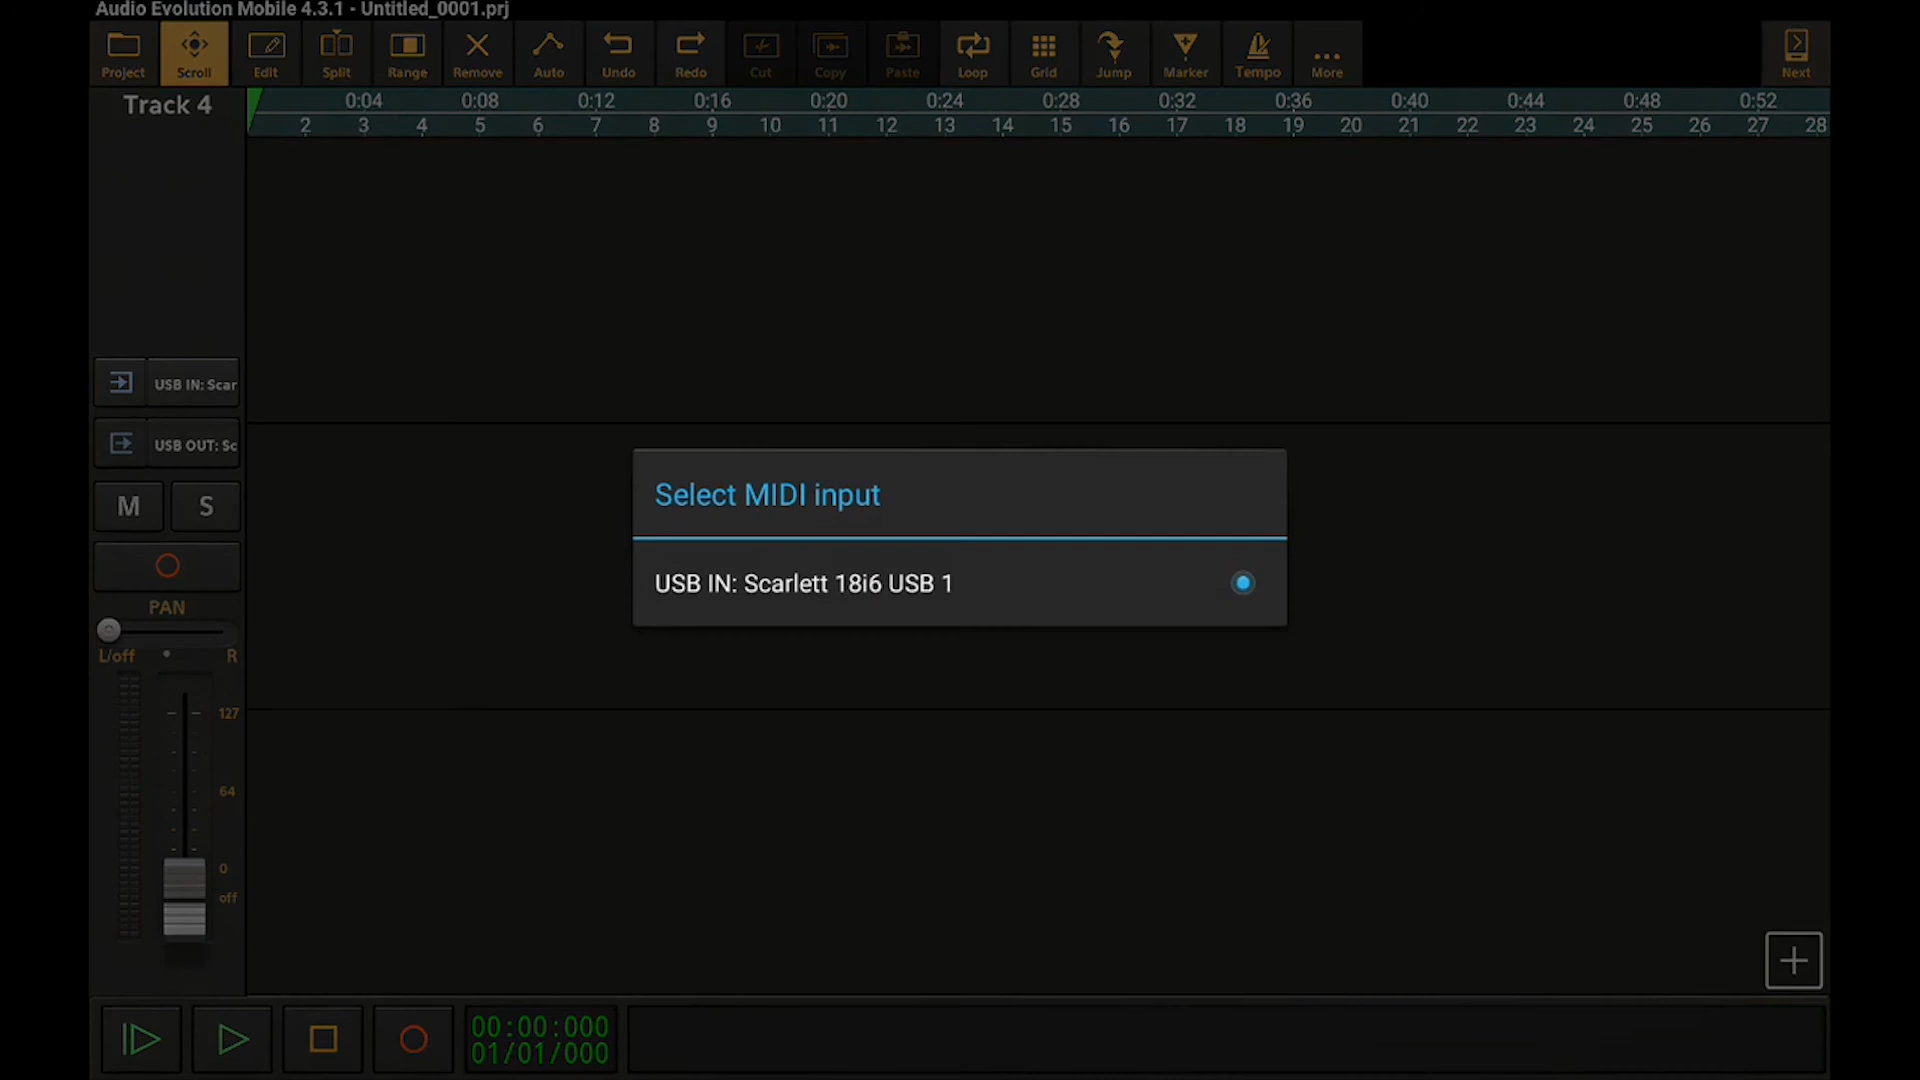 Audio Evolution Mobile 4.3.1 - Untitled_0001.prj
Project Scroll Edit Split Range Remove Auto Undo Redo Cut Copy Paste Loop Grid Jump Marker Tempo More Next
Track 4
0:04 0:08 0:12 0:16 0:20 0:24 0:28 0:32 0:36 0:40 0:44 0:48 0:52
2 3 4 5 6 7 8 9 10 11 12 13 14 15 16 17 18 19 20 21 22 23 24 25 26 27 28
USB IN: Scar
USB OUT: Sc
M S
PAN
L/off R
127
64
0
off
Select MIDI input
USB IN: Scarlett 18i6 USB 1
00:00:000
01/01/000